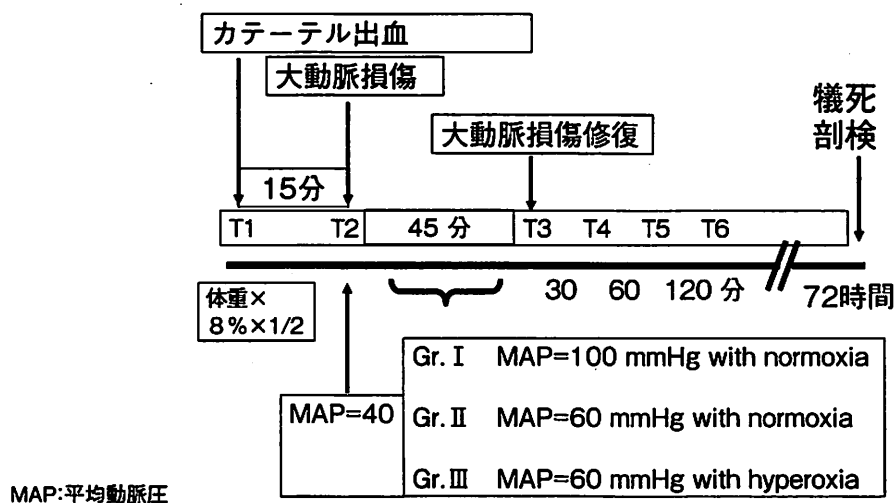 カテーテル出血
大動脈損傷
犠死
剖検
大動脈損傷修復
15分
T1 T2 45 分 T3 T4 T5 T6
30 60 120 分 72時間
体重×
8%×1/2
Gr. Ⅰ MAP=100 mmHg with normoxia
MAP=40 Gr. Ⅱ MAP=60 mmHg with normoxia
Gr. Ⅲ MAP=60 mmHg with hyperoxia
MAP:平均動脈圧